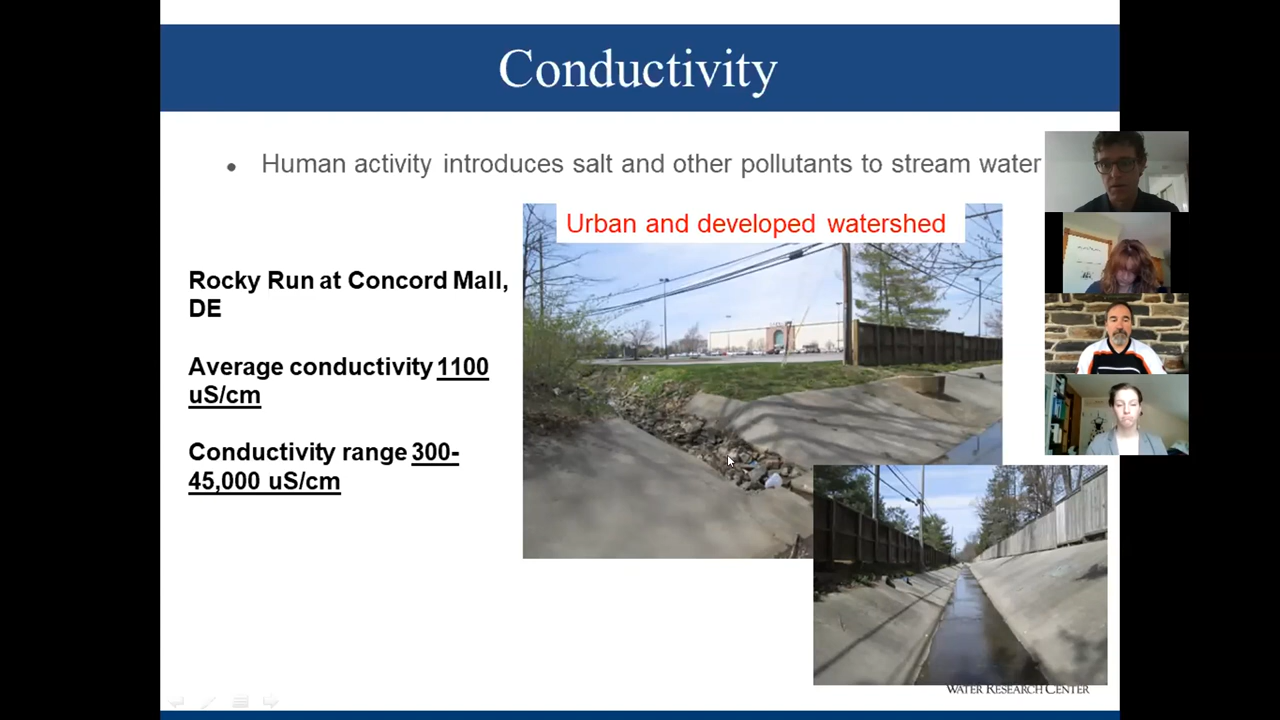 Conductivity
• Human activity introduces salt and other pollutants to stream water
Urban and developed watershed
Rocky Run at Concord Mall,
DE
Average conductivity 1100
uS/cm
Conductivity range 300-
45,000 uS/cm
WATER RESEARCH CENTER